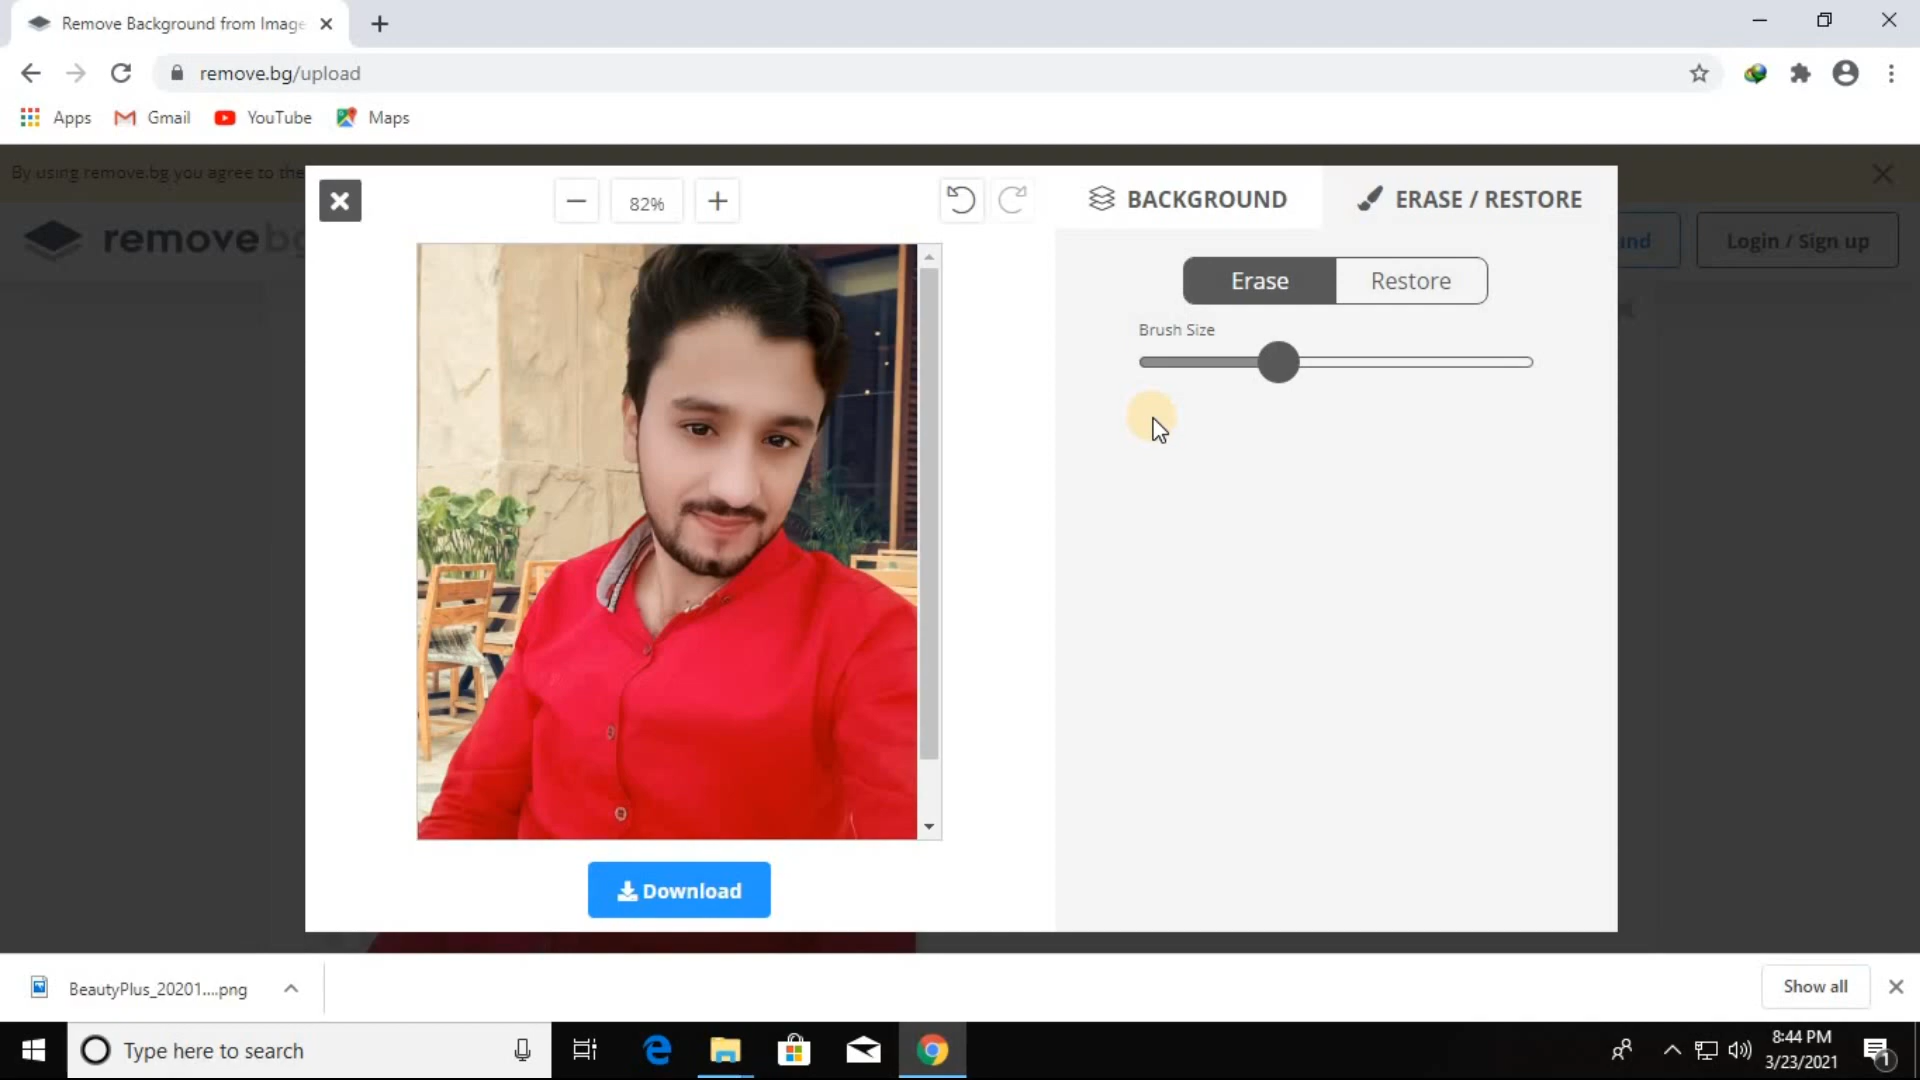 Remove Background from Image
remove.bg/upload
Apps
Gmail
YouTube
Maps
By using remove.bg you agree to the
82%
BACKGROUND
ERASE / RESTORE
remove
Login / Sign up
Erase
Restore
Brush Size
Download
BeautyPlus_20201....png
Show all
Type here to search
8:44 PM
3/23/2021
1